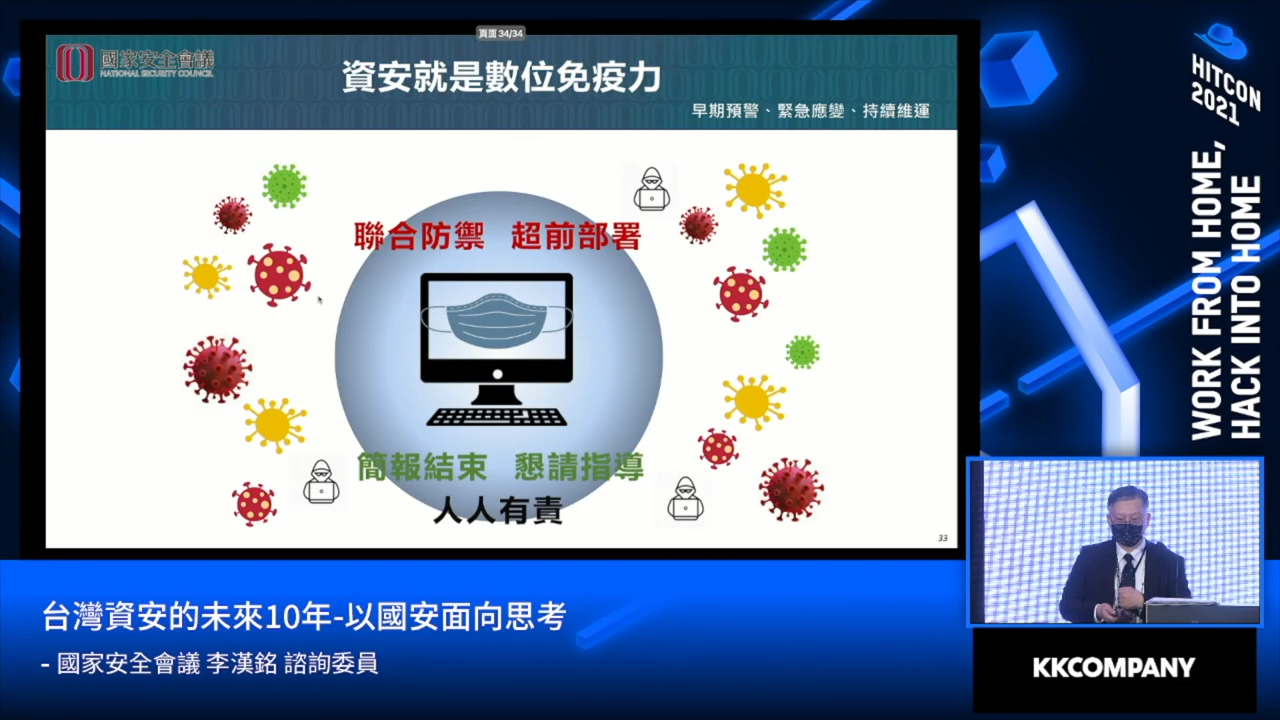 頁面 34/34
國家安全會議
NATIONAL SECURITY COUNCIL
資安就是數位免疫力
早期預警、緊急應變、持續維運
聯合防禦 超前部署
簡報結束 懇請指導
人人有責
33
HITCON
2021
WORK FROM HOME,
HACK INTO HOME
台灣資安的未來10年-以國安面向思考
- 國家安全會議 李漢銘 諮詢委員
KKCOMPANY